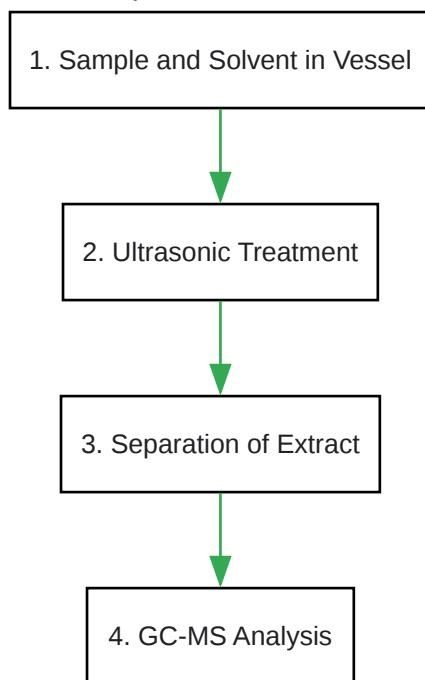 1. Sample and Solvent in Vessel
2. Ultrasonic Treatment
3. Separation of Extract
4. GC-MS Analysis